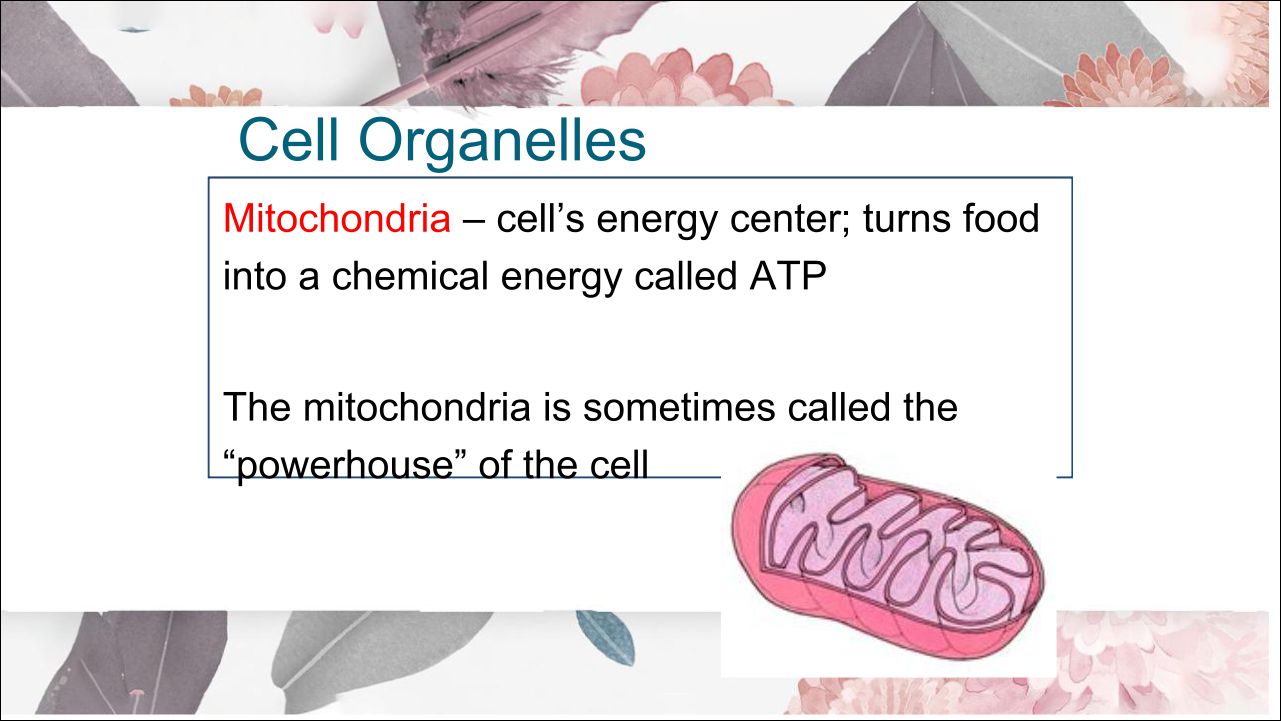 Cell Organelles
Mitochondria – cell’s energy center; turns food
into a chemical energy called ATP
The mitochondria is sometimes called the
“powerhouse” of the cell